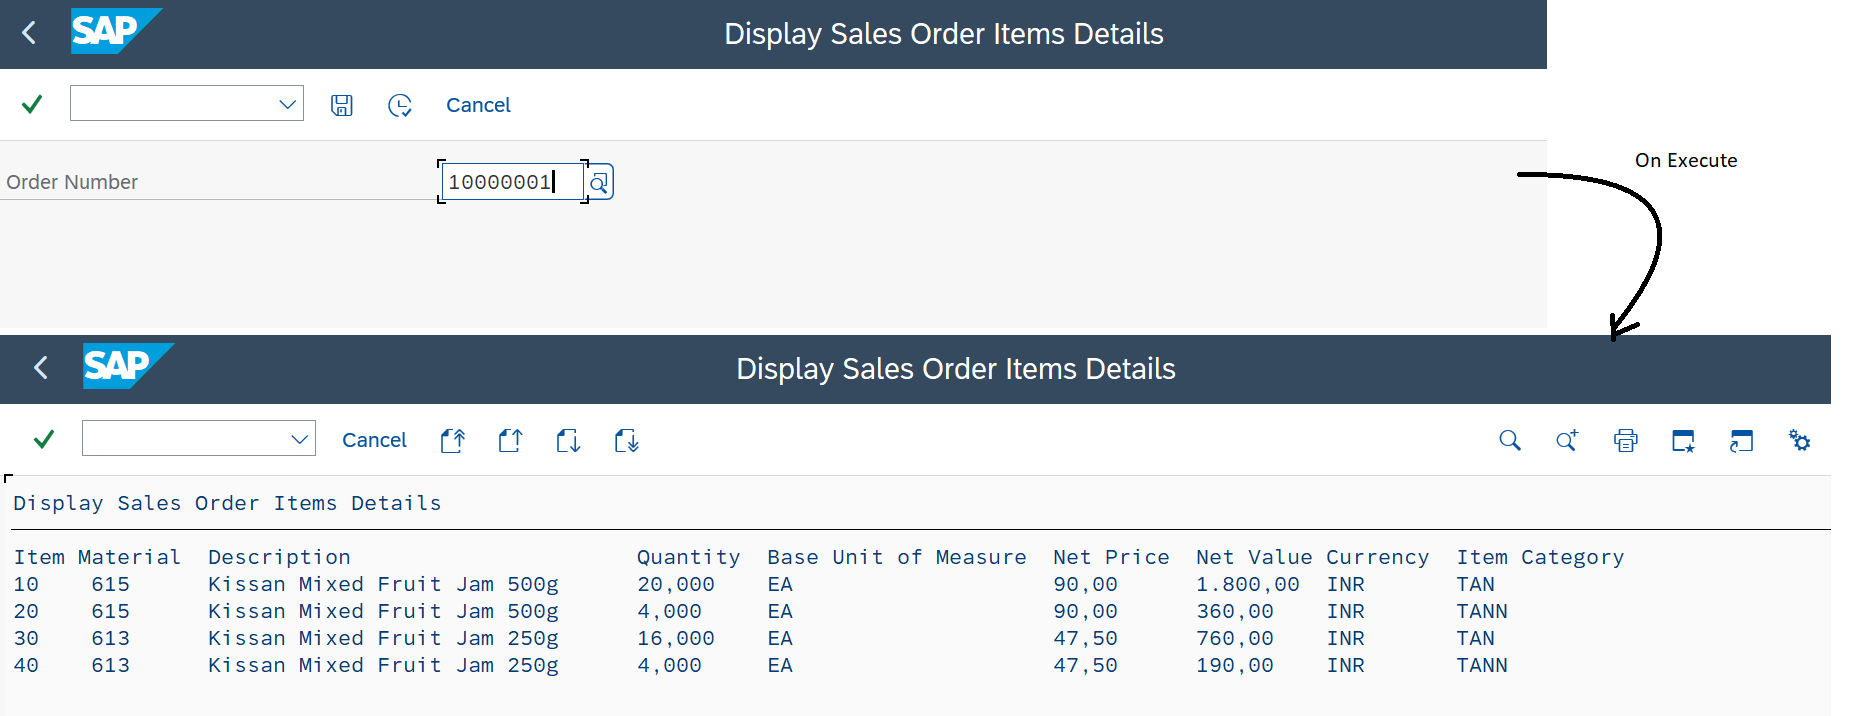 SAP Display Sales Order Items Details
Cancel
Order Number 10000001
On Execute
SAP Display Sales Order Items Details
Cancel
Display Sales Order Items Details
Item Material Description Quantity Base Unit of Measure Net Price Net Value Currency Item Category
10 615 Kissan Mixed Fruit Jam 500g 20,000 EA 90,00 1.800,00 INR TAN
20 615 Kissan Mixed Fruit Jam 500g 4,000 EA 90,00 360,00 INR TANN
30 613 Kissan Mixed Fruit Jam 250g 16,000 EA 47,50 760,00 INR TAN
40 613 Kissan Mixed Fruit Jam 250g 4,000 EA 47,50 190,00 INR TANN